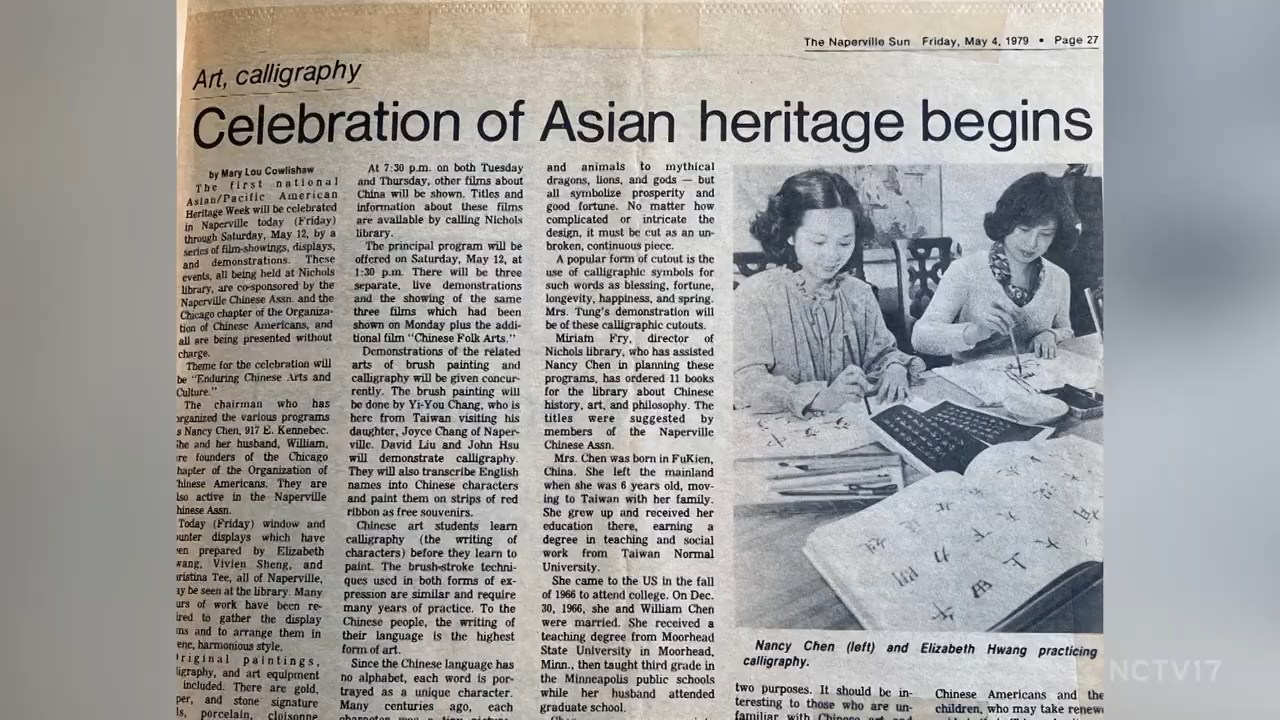 The Naperville Sun Friday, May 4, 1979 • Page 27
Art, calligraphy
Celebration of Asian heritage begins
by Mary Lou Cowlishaw
The first national
Asian/Pacific American
Heritage Week will be celebrated
in Naperville today (Friday)
through Saturday, May 12, by a
series of film-showings, displays,
and demonstrations. These
events, all being held at Nichols
library, are co-sponsored by the
Naperville Chinese Assn. and the
Chicago chapter of the Organiza-
tion of Chinese Americans, and
all are being presented without
charge.
Theme for the celebration will
be "Enduring Chinese Arts and
Culture."
The chairman who has
organized the various programs
s Nancy Chen, 917 E. Kennebec.
he and her husband, William,
re founders of the Chicago
hapter of the Organization of
hinese Americans. They are
lso active in the Naperville
hinese Assn.
Today (Friday) window and
unter displays which have
en prepared by Elizabeth
wang, Vivien Sheng, and
ristina Tee, all of Naperville,
ay be seen at the library. Many
urs of work have been re-
ired to gather the display
ms and to arrange them in
ene, harmonious style.
riginal paintings,
ligraphy, and art equipment
included. There are gold,
per, and stone signature
ls, porcelain, cloisonne
At 7:30 p.m. on both Tuesday
and Thursday, other films about
China will be shown. Titles and
information about these films
are available by calling Nichols
library.
The principal program will be
offered on Saturday, May 12, at
1:30 p.m. There will be three
separate, live demonstrations
and the showing of the same
three films which had been
shown on Monday plus the addi-
tional film "Chinese Folk Arts."
Demonstrations of the related
arts of brush painting and
calligraphy will be given concur-
rently. The brush painting will
be done by Yi-You Chang, who is
here from Taiwan visiting his
daughter, Joyce Chang of Naper-
ville. David Liu and John Hsu
will demonstrate calligraphy.
They will also transcribe English
names into Chinese characters
and paint them on strips of red
ribbon as free souvenirs.
Chinese art students learn
calligraphy (the writing of
characters) before they learn to
paint. The brush-stroke techni-
ques used in both forms of ex-
pression are similar and require
many years of practice. To the
Chinese people, the writing of
their language is the highest
form of art.
Since the Chinese language has
no alphabet, each word is por-
trayed as a unique character.
Many centuries ago, each
and animals to mythical
dragons, lions, and gods — but
all symbolize prosperity and
good fortune. No matter how
complicated or intricate the
design, it must be cut as an un-
broken, continuous piece.
A popular form of cutout is the
use of calligraphic symbols for
such words as blessing, fortune,
longevity, happiness, and spring.
Mrs. Tung's demonstration will
be of these calligraphic cutouts.
Miriam Fry, director of
Nichols library, who has assisted
Nancy Chen in planning these
programs, has ordered 11 books
for the library about Chinese
history, art, and philosophy. The
titles were suggested by
members of the Naperville
Chinese Assn.
Mrs. Chen was born in FuKien,
China. She left the mainland
when she was 6 years old, mov-
ing to Taiwan with her family.
She grew up and received her
education there, earning a
degree in teaching and social
work from Taiwan Normal
University.
She came to the US in the fall
of 1966 to attend college. On Dec.
30, 1966, she and William Chen
were married. She received a
teaching degree from Moorhead
State University in Moorhead,
Minn., then taught third grade in
the Minneapolis public schools
while her husband attended
graduate school.
Nancy Chen (left) and Elizabeth Hwang practicing
calligraphy.
two purposes. It should be in-
teresting to those who are un-
familiar with Chinese art and
Chinese Americans and the
children, who may take renew
NCTV17